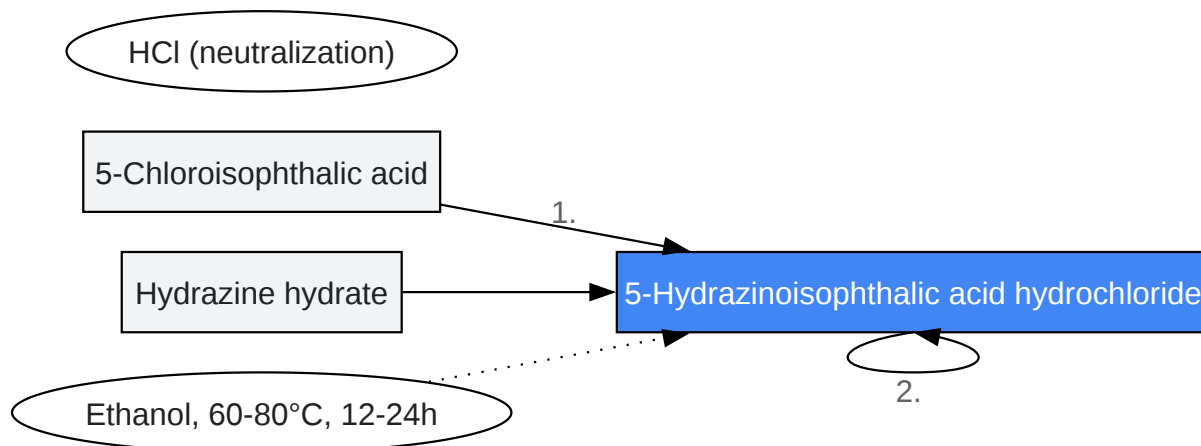 HCl (neutralization)
5-Chloroisophthalic acid
1.
Hydrazine hydrate
5-Hydrazinoisophthalic acid hydrochloride
Ethanol, 60-80°C, 12-24h
2.